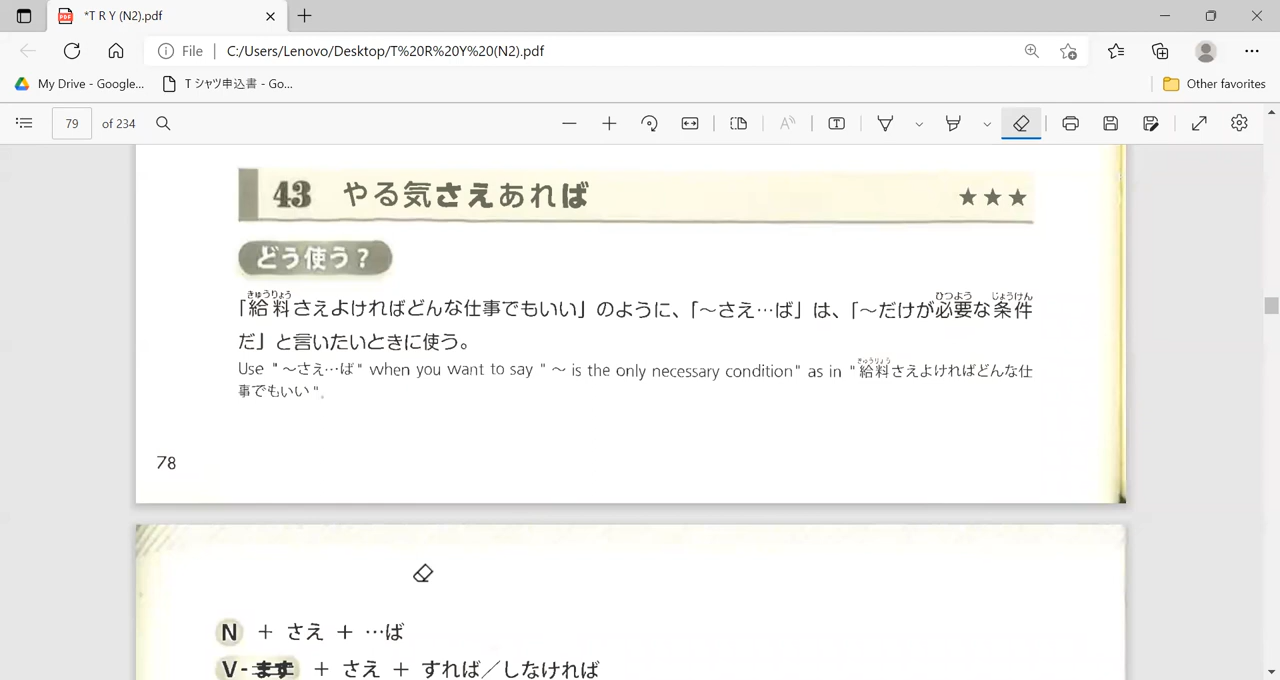 *T R Y (N2).pdf
File
C:/Users/Lenovo/Desktop/T%20R%20Y%20(N2).pdf
My Drive - Google...
Tシャツ申込書 - Go...
Other favorites
79 of 234
43 やる気さえあれば ★★★
どう使う?
きゅうりょう ひつよう じょうけん
「給料さえよければどんな仕事でもいい」のように、「～さえ…ば」は、「～だけが必要な条件
だ」と言いたいときに使う。
きゅうりょう
Use "～さえ…ば" when you want to say "～ is the only necessary condition" as in "給料さえよければどんな仕
事でもいい".
78
N + さえ + …ば
V-ます + さえ + すれば／しなければ